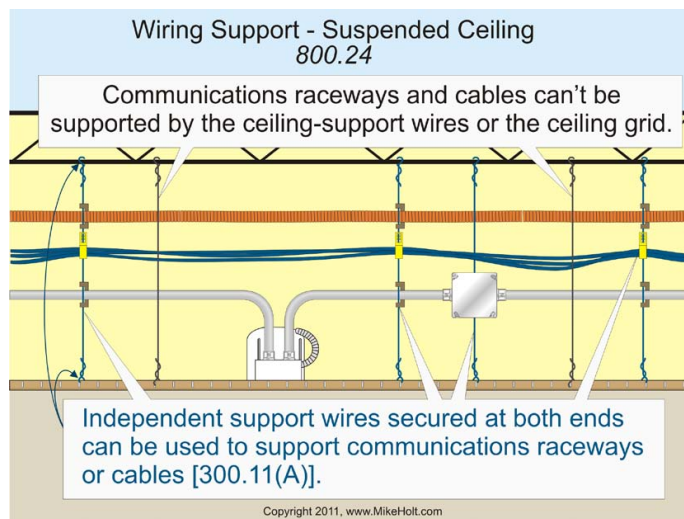 Wiring Support - Suspended Ceiling
800.24
Communications raceways and cables can't be
supported by the ceiling-support wires or the ceiling grid.
Independent support wires secured at both ends
can be used to support communications raceways
or cables [300.11(A)].
Copyright 2011, www.MikeHolt.com